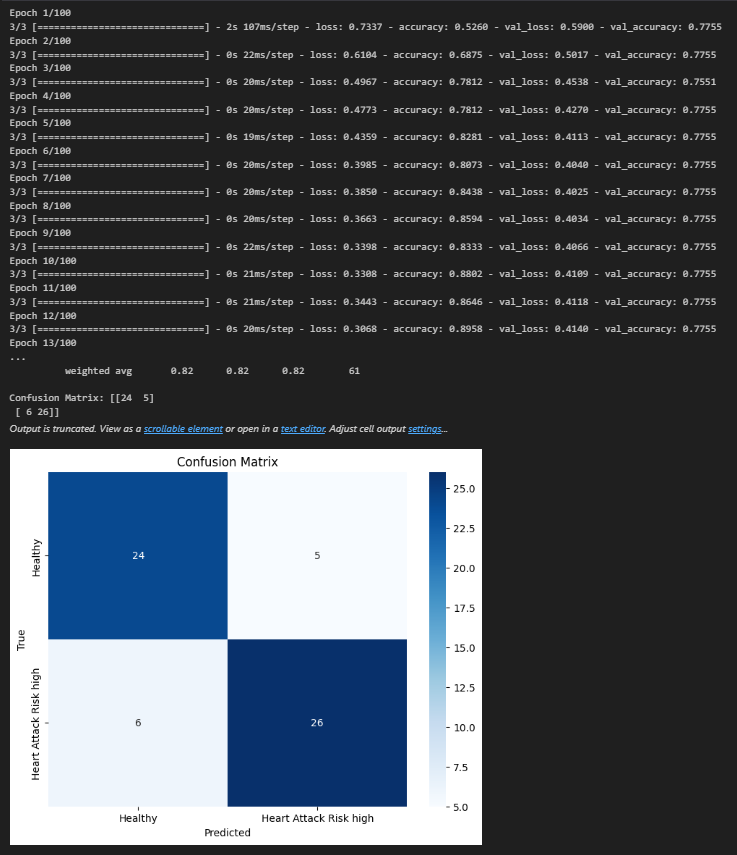 Epoch 1/100
3/3 [==============================] - 2s 107ms/step - loss: 0.7337 - accuracy: 0.5260 - val_loss: 0.5900 - val_accuracy: 0.7755
Epoch 2/100
3/3 [==============================] - 0s 22ms/step - loss: 0.6104 - accuracy: 0.6875 - val_loss: 0.5017 - val_accuracy: 0.7755
Epoch 3/100
3/3 [==============================] - 0s 20ms/step - loss: 0.4967 - accuracy: 0.7812 - val_loss: 0.4538 - val_accuracy: 0.7551
Epoch 4/100
3/3 [==============================] - 0s 20ms/step - loss: 0.4773 - accuracy: 0.7812 - val_loss: 0.4270 - val_accuracy: 0.7755
Epoch 5/100
3/3 [==============================] - 0s 19ms/step - loss: 0.4359 - accuracy: 0.8281 - val_loss: 0.4113 - val_accuracy: 0.7755
Epoch 6/100
3/3 [==============================] - 0s 20ms/step - loss: 0.3985 - accuracy: 0.8073 - val_loss: 0.4040 - val_accuracy: 0.7755
Epoch 7/100
3/3 [==============================] - 0s 20ms/step - loss: 0.3850 - accuracy: 0.8438 - val_loss: 0.4025 - val_accuracy: 0.7755
Epoch 8/100
3/3 [==============================] - 0s 20ms/step - loss: 0.3663 - accuracy: 0.8594 - val_loss: 0.4034 - val_accuracy: 0.7755
Epoch 9/100
3/3 [==============================] - 0s 22ms/step - loss: 0.3398 - accuracy: 0.8333 - val_loss: 0.4066 - val_accuracy: 0.7755
Epoch 10/100
3/3 [==============================] - 0s 21ms/step - loss: 0.3308 - accuracy: 0.8802 - val_loss: 0.4109 - val_accuracy: 0.7755
Epoch 11/100
3/3 [==============================] - 0s 21ms/step - loss: 0.3443 - accuracy: 0.8646 - val_loss: 0.4118 - val_accuracy: 0.7755
Epoch 12/100
3/3 [==============================] - 0s 20ms/step - loss: 0.3068 - accuracy: 0.8958 - val_loss: 0.4140 - val_accuracy: 0.7755
Epoch 13/100
...
weighted avg 0.82 0.82 0.82 61
Confusion Matrix: [[24  5]
[ 6 26]]
Output is truncated. View as a scrollable element or open in a text editor. Adjust cell output settings...
Confusion Matrix
Healthy
24
5
True
Heart Attack Risk high
6
26
Healthy
Heart Attack Risk high
Predicted
25.0
22.5
20.0
17.5
15.0
12.5
10.0
7.5
5.0